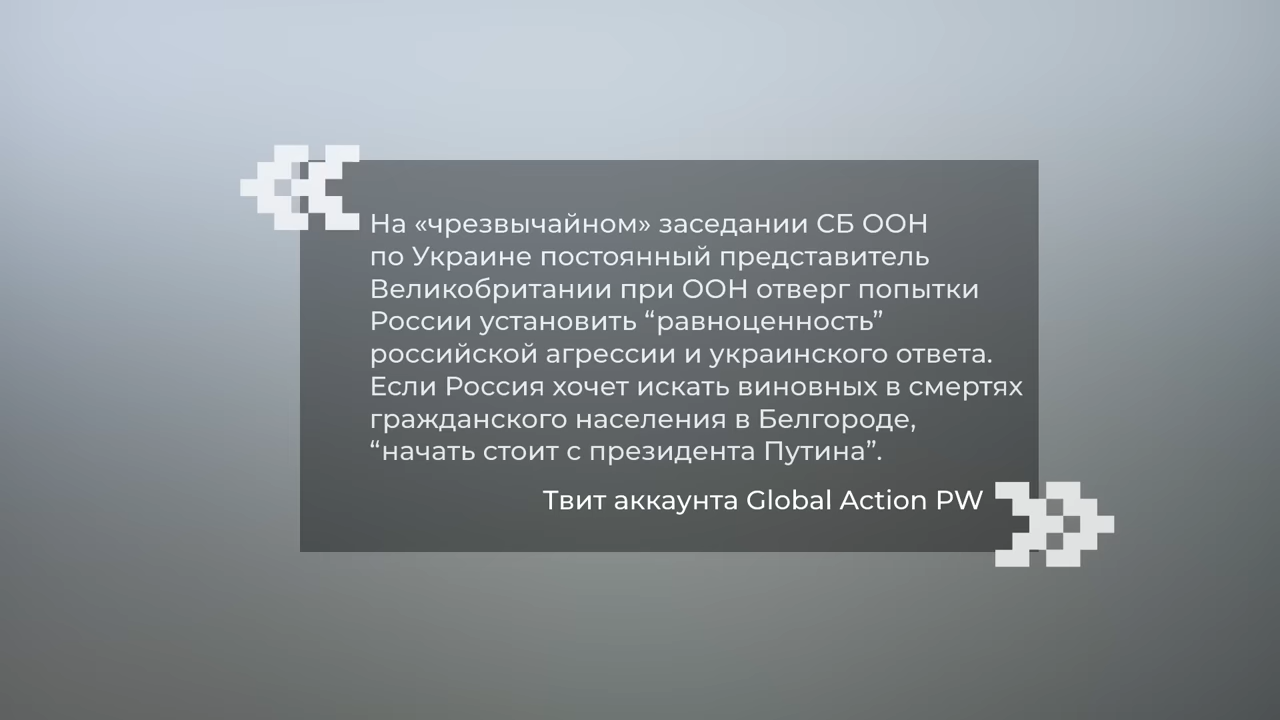 На «чрезвычайном» заседании СБ ООН
по Украине постоянный представитель
Великобритании при ООН отверг попытки
России установить “равноценность”
российской агрессии и украинского ответа.
Если Россия хочет искать виновных в смертях
гражданского населения в Белгороде,
“начать стоит с президента Путина”.
Твит аккаунта Global Action PW